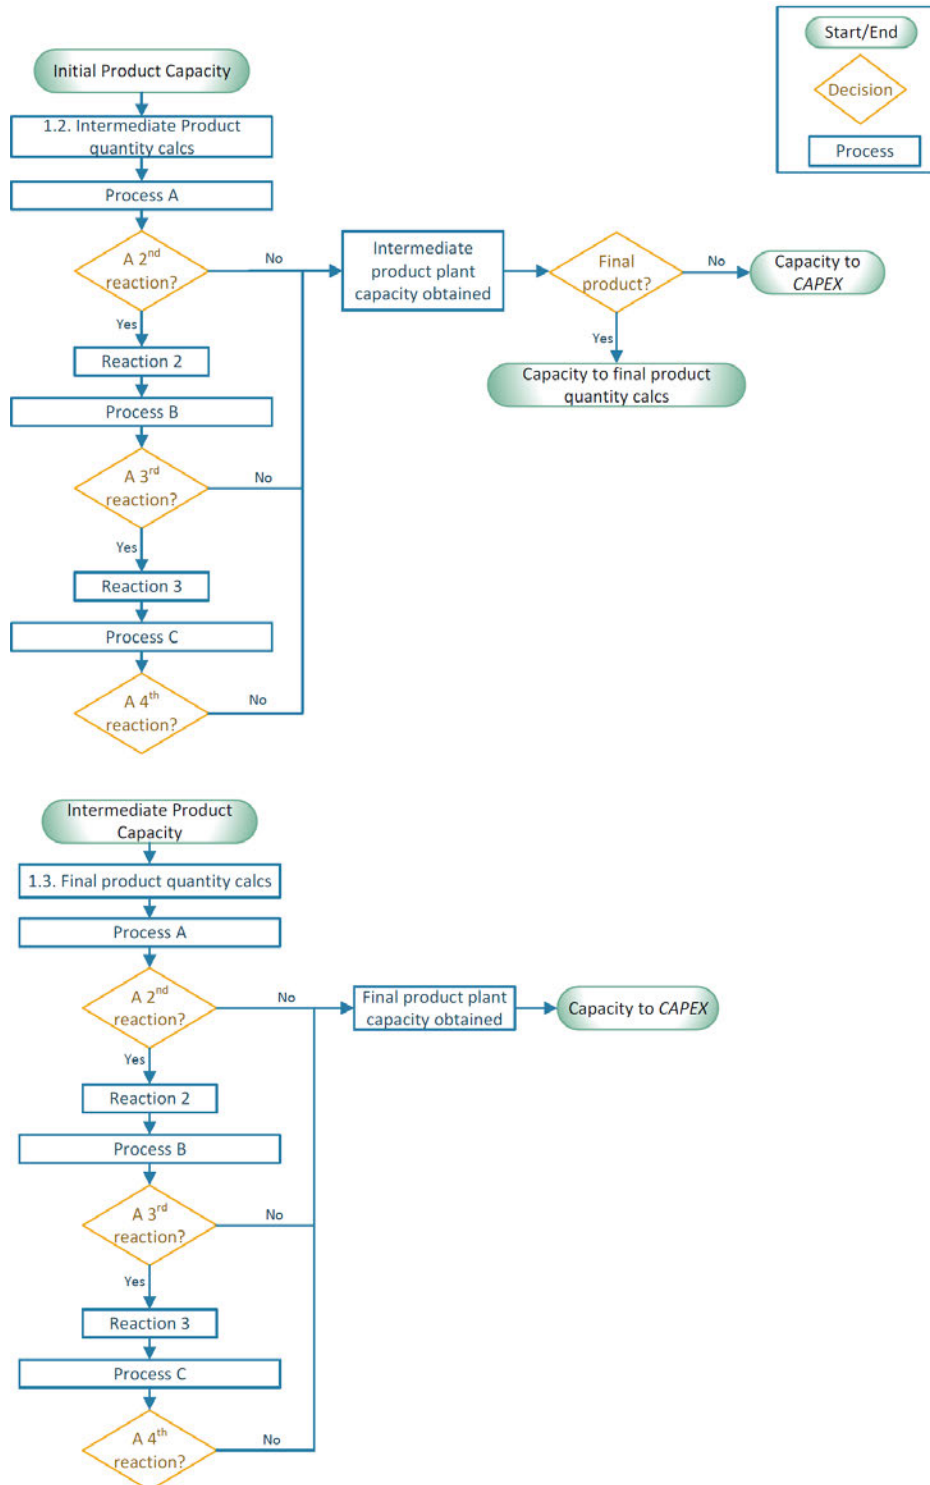 Start/End
Decision
Process
Initial Product Capacity
1.2. Intermediate Product
quantity calcs
Process A
A 2nd
reaction?
No
Intermediate
product plant
capacity obtained
Final
product?
No
Capacity to
CAPEX
Yes
Yes
Reaction 2
Capacity to final product
quantity calcs
Process B
A 3rd
reaction?
No
Yes
Reaction 3
Process C
A 4th
reaction?
No
Intermediate Product
Capacity
1.3. Final product quantity calcs
Process A
A 2nd
reaction?
No
Final product plant
capacity obtained
Capacity to CAPEX
Yes
Reaction 2
Process B
A 3rd
reaction?
No
Yes
Reaction 3
Process C
A 4th
reaction?
No